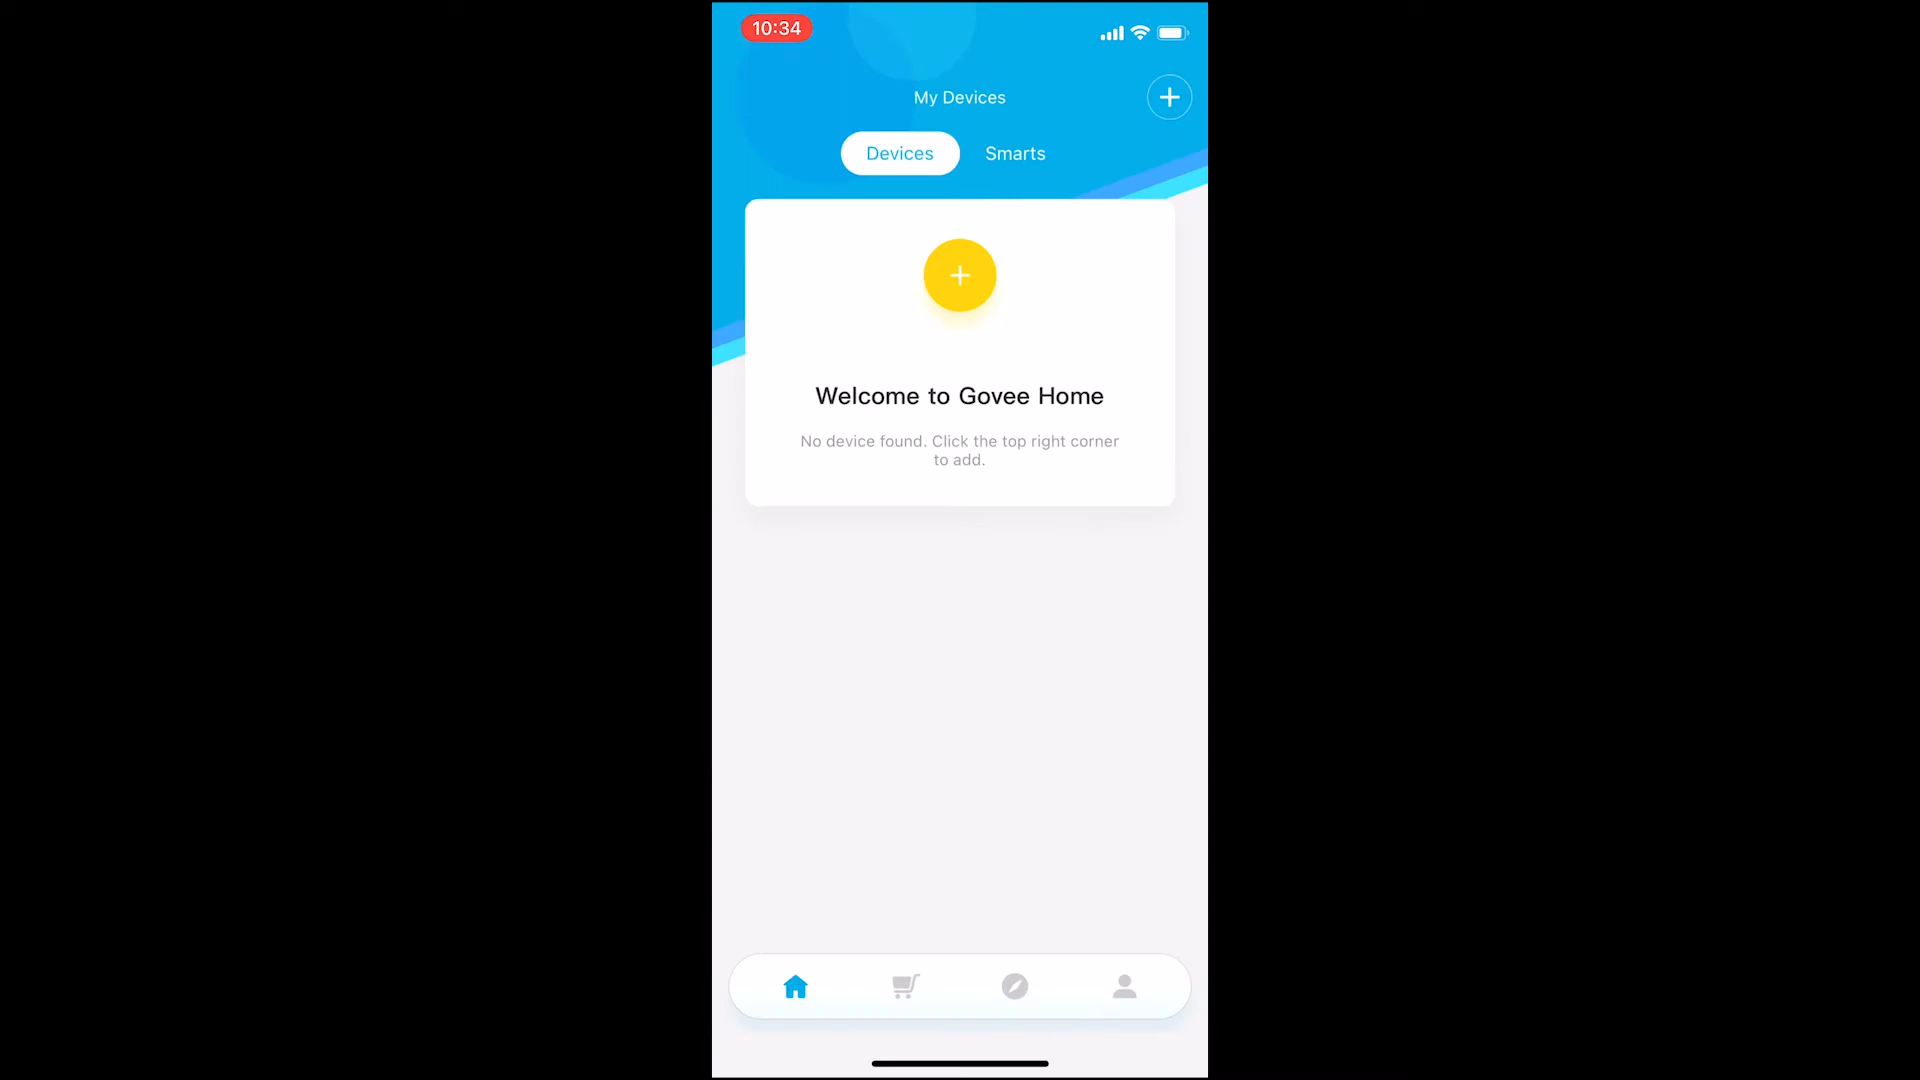 10:34
My Devices
Devices
Smarts
Welcome to Govee Home
No device found. Click the top right corner
to add.